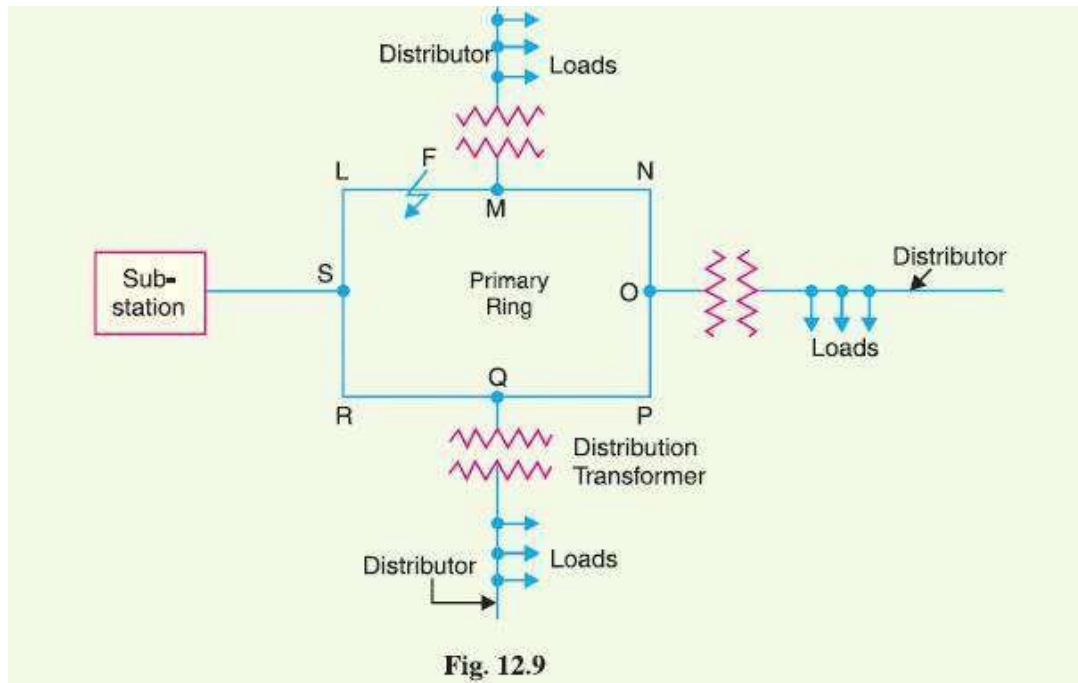 Distributor
Loads
F
L
N
M
Sub-
station
S
Primary
Ring
O
Distributor
Loads
Q
R
P
Distribution
Transformer
Distributor
Loads
Fig. 12.9